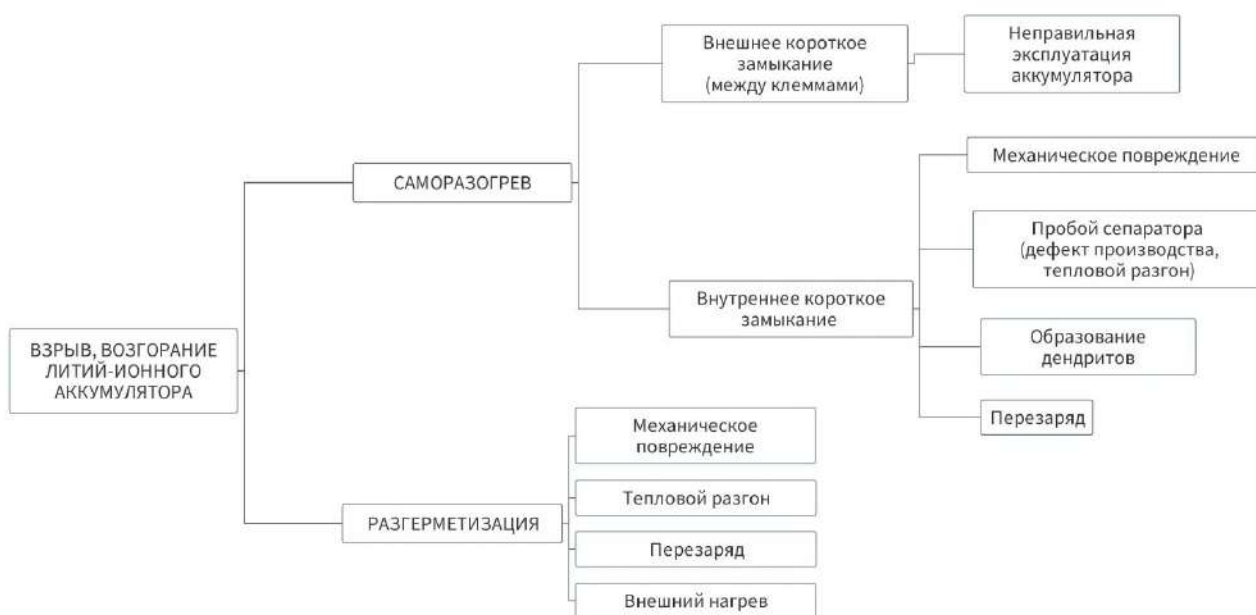 ВЗРЫВ, ВОЗГОРАНИЕ
ЛИТИЙ-ИОННОГО
АККУМУЛЯТОРА
САМОРАЗОГРЕВ
Внешнее короткое
замыкание
(между клеммами)
Неправильная
эксплуатация
аккумулятора
Внутреннее короткое
замыкание
Механическое повреждение
Пробой сепаратора
(дефект производства,
тепловой разгон)
Образование
дендритов
Перезаряд
РАЗГЕРМЕТИЗАЦИЯ
Механическое
повреждение
Тепловой разгон
Перезаряд
Внешний нагрев